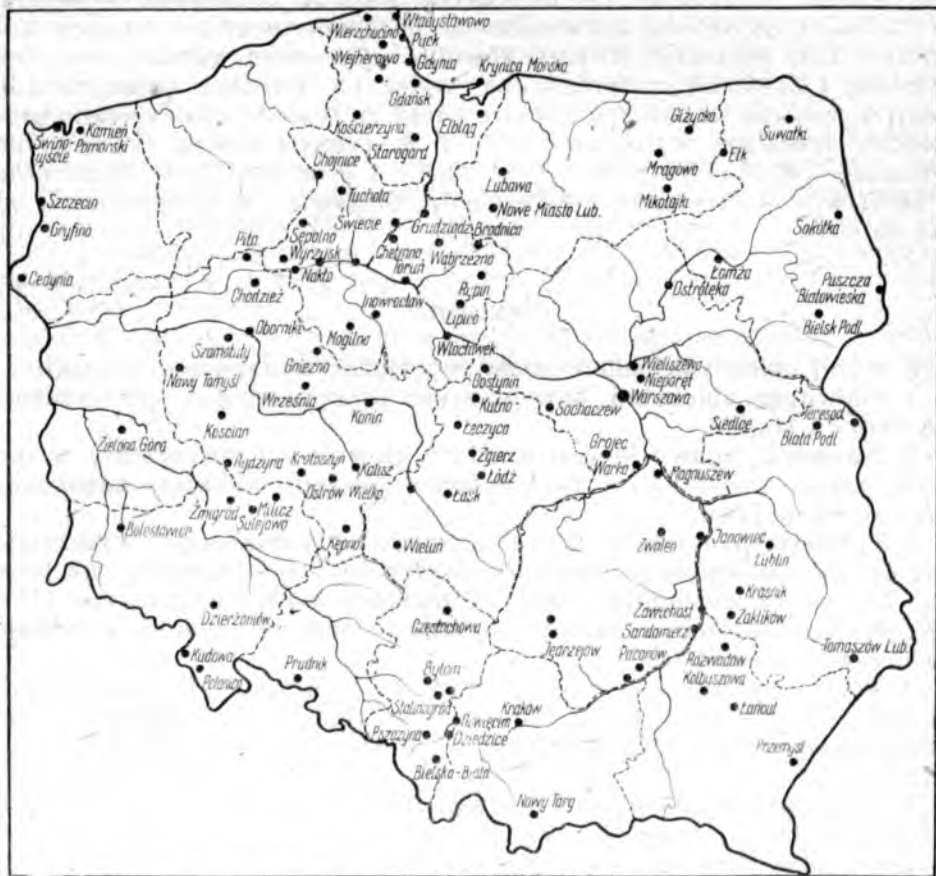 Władysławowo
Wierzchucino
Puck
Wejherowo
Gdynia
Krynica Morska
Gdańsk
Kościerzyna
Elbląg
Giżycko
Suwałki
Świno-
ujście
Kamień
Pomorski
Starogard
Ełk
Chojnice
Mrągowo
Lubawa
Mikołajki
Tuchola
Szczecin
Nowe Miasto Lub.
Gryfino
Świecie
Grudziądz
Brodnica
Sokółka
Sępolno
Piła
Wyrzysk
Chełmno
Wąbrzeźno
Toruń
Cedynia
Nakło
Łomża
Puszcza
Białowieska
Chodzież
Rypin
Ostrołęka
Inowrocław
Lipno
Oborniki
Mogilno
Bielsk Podl.
Szamotuły
Włocławek
Gniezno
Wieliszew
Nowy Tomyśl
Gostynin
Nieporęt
Września
Warszawa
Kutno
Sochaczew
Konin
Siedlce
Terespol
Kościan
Łęczyca
Biała Podl.
Zielona Góra
Grojec
Zgierz
Krotoszyn
Ryczyna
Kalisz
Warka
Łódź
Magnuszew
Ostrów Wielkp.
Łask
Żmigród
Milicz
Sulejowo
Bolesławiec
Zwoleń
Janowiec
Kępno
Wieluń
Lublin
Kraśnik
Dzierżoniów
Zawichost
Zaklików
Częstochowa
Sandomierz
Jędrzejów
Tomaszów Lub.
Kudowa
Pacanów
Rozwadów
Prudnik
Bytom
Kolbuszowa
Polanica
Stalinogród
Łańcut
Oświęcim
Kraków
Pszczyna
Dziedzice
Przemyśl
Bielsko-Biała
Nowy Targ